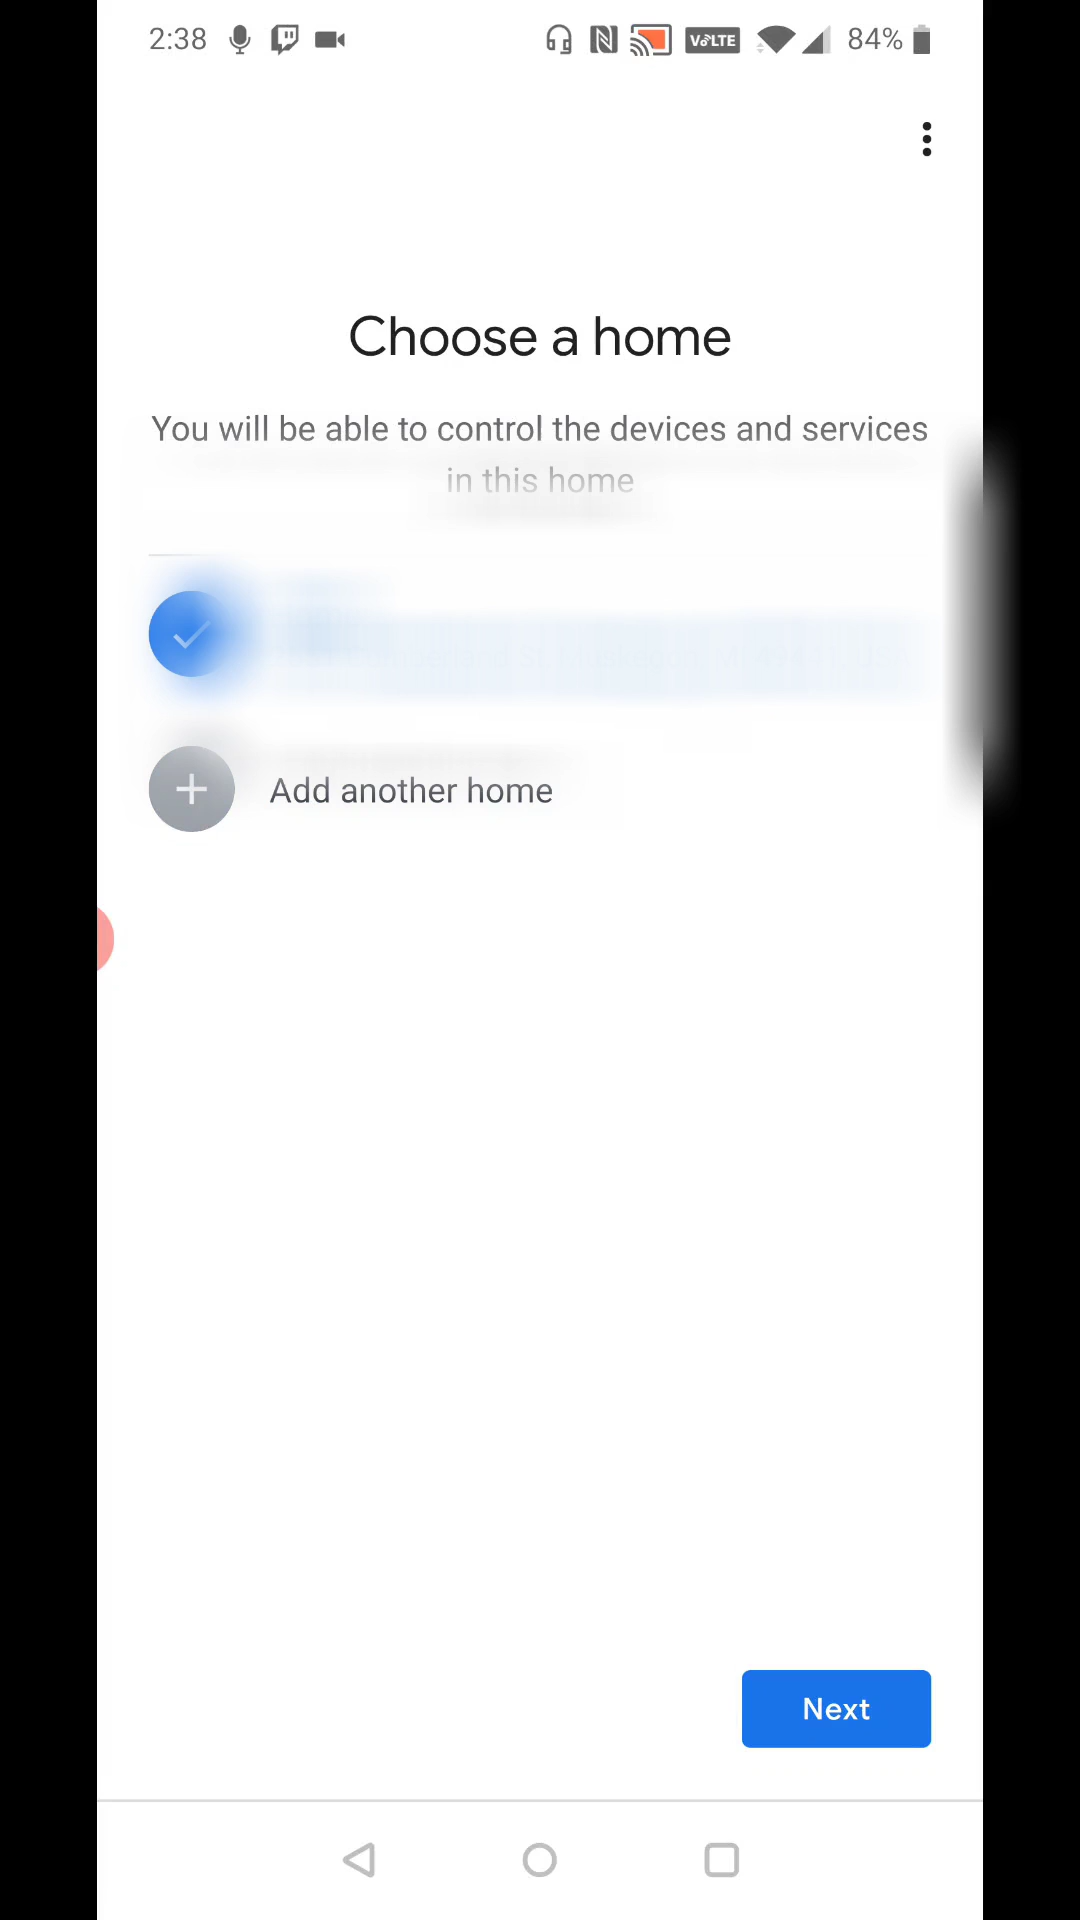 2:38
VoLTE
84%
Choose a home
You will be able to control the devices and services
in this home
Add another home
Next